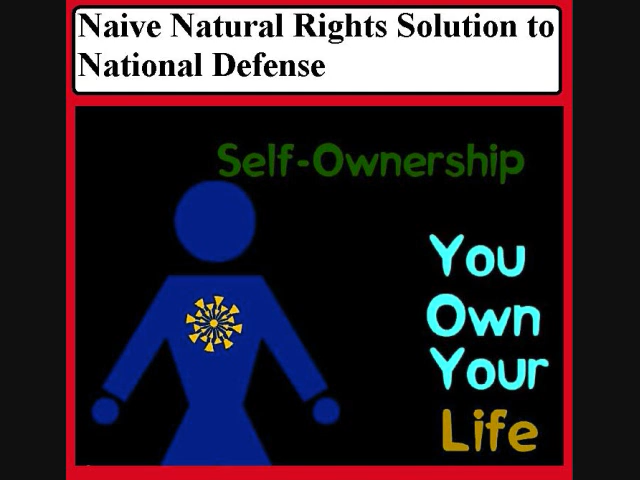 Naive Natural Rights Solution to
National Defense
Self-Ownership
You
Own
Your
Life